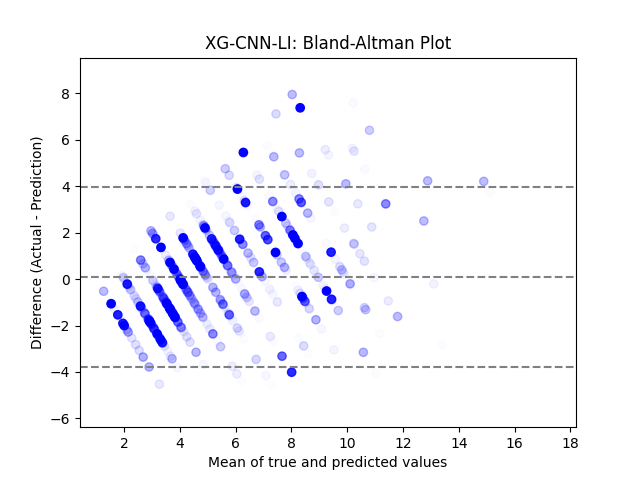 XG-CNN-LI: Bland-Altman Plot
Difference (Actual - Prediction)
8
6
4
2
0
−2
−4
−6
2 4 6 8 10 12 14 16 18
Mean of true and predicted values